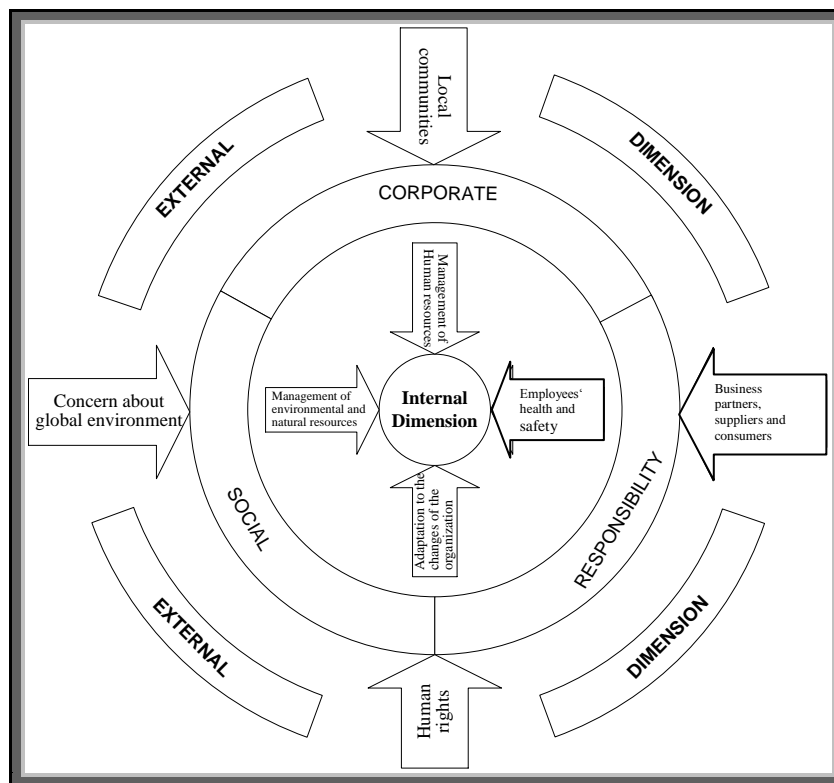 Local
communities
EXTERNAL
DIMENSION
CORPORATE
Management of
Human resources
Concern about
global environment
Management of
environmental and
natural resources
Internal
Dimension
Employees‘
health and
safety
Business
partners,
suppliers and
consumers
Adaptation to the
changes of the
organization
SOCIAL
RESPONSIBILITY
EXTERNAL
DIMENSION
Human
rights